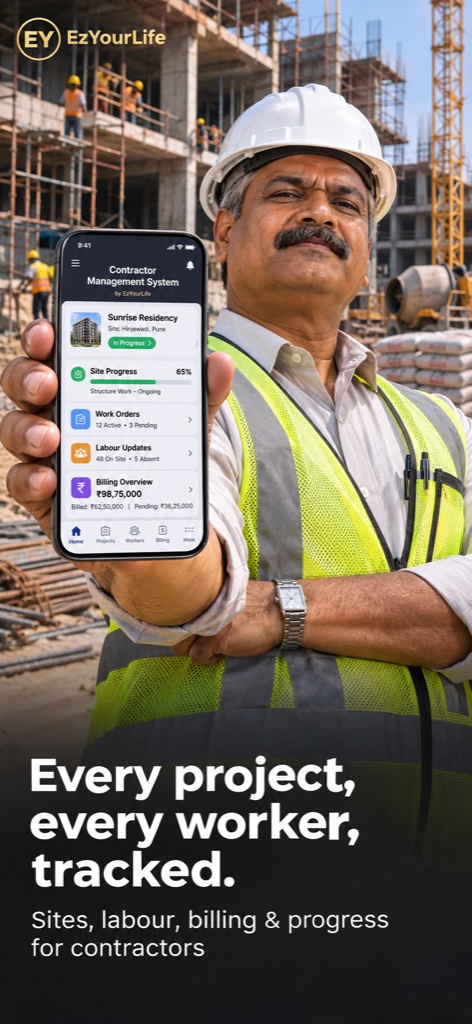 EY EzYourLife
9:41
Contractor
Management System
by EzYourLife
Sunrise Residency
Site: Hinjewadi, Pune
In Progress >
Site Progress 65%
Structure Work - Ongoing
Work Orders
12 Active • 3 Pending
Labour Updates
48 On Site • 5 Absent
₹
Billing Overview
₹98,75,000
Billed: ₹62,50,000 | Pending: ₹36,25,000
Home Projects Workers Billing More
Every project,
every worker,
tracked.
Sites, labour, billing & progress
for contractors